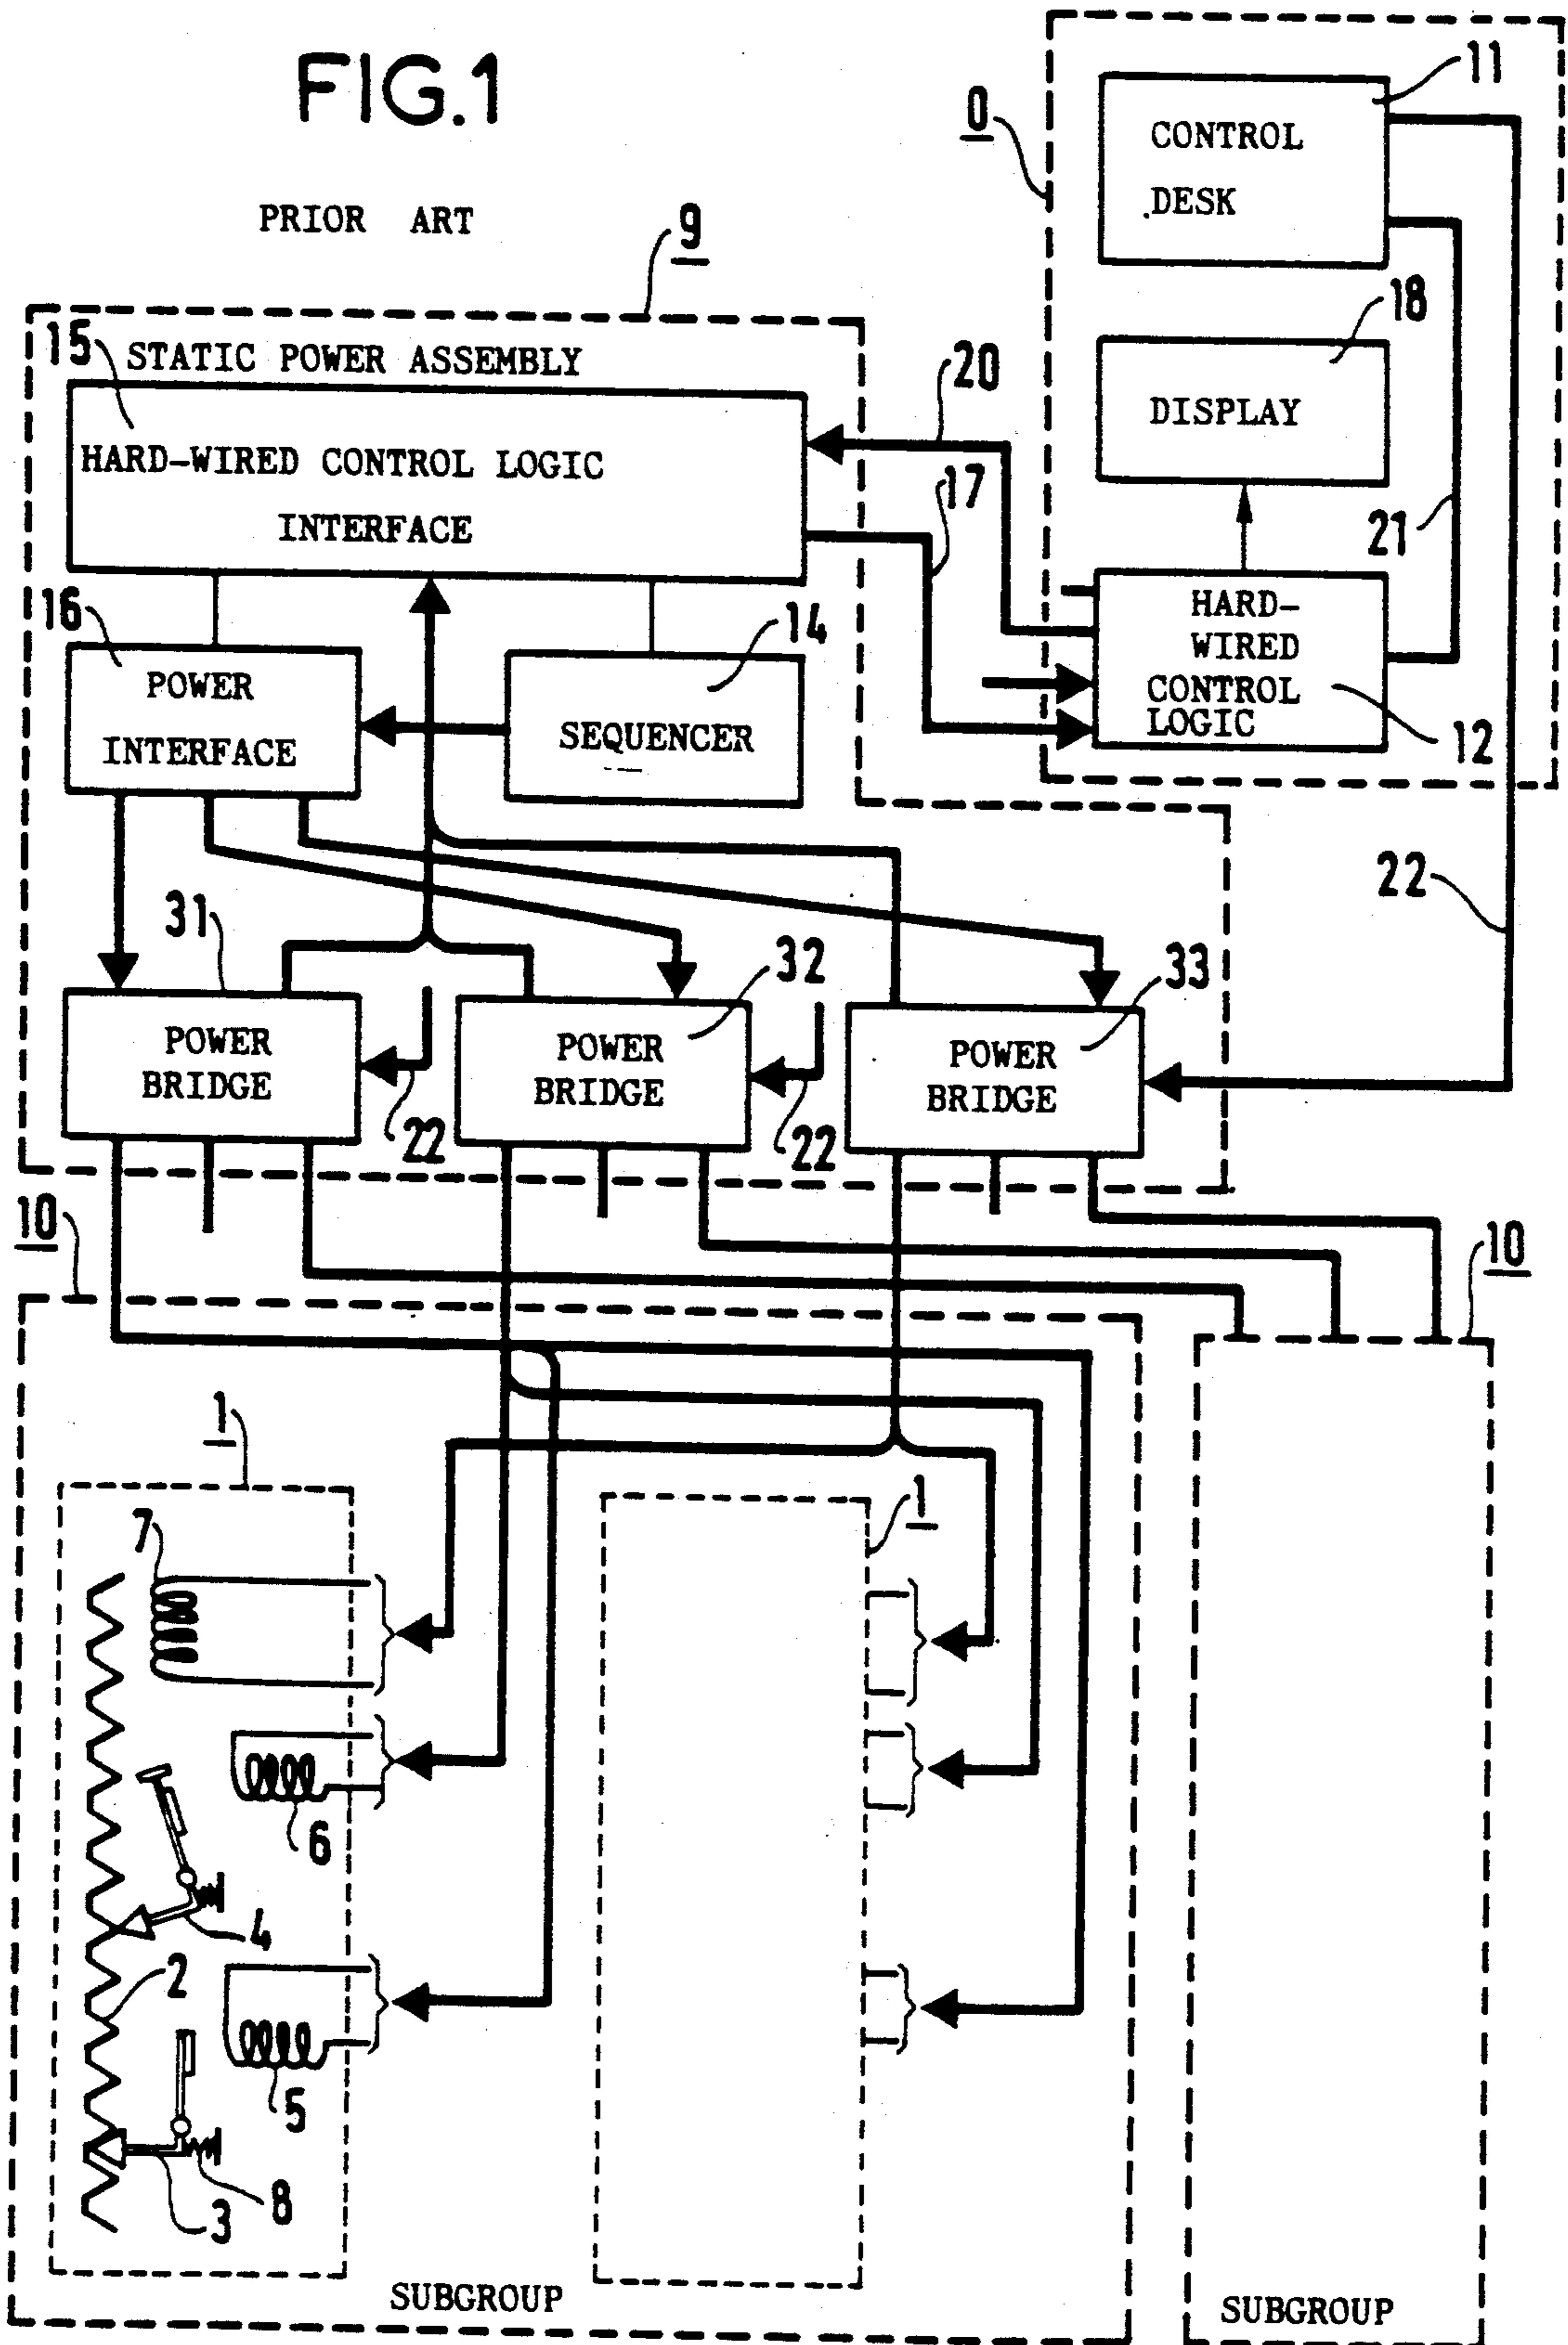 FIG.1
PRIOR ART
0
11
CONTROL
DESK
18
DISPLAY
21
HARD-
WIRED
CONTROL
LOGIC
12
9
15
STATIC POWER ASSEMBLY
HARD-WIRED CONTROL LOGIC
INTERFACE
20
17
16
POWER
INTERFACE
14
SEQUENCER
22
31
POWER
BRIDGE
22
32
POWER
BRIDGE
22
33
POWER
BRIDGE
10
10
1
1
7
6
4
2
5
8
3
SUBGROUP
SUBGROUP